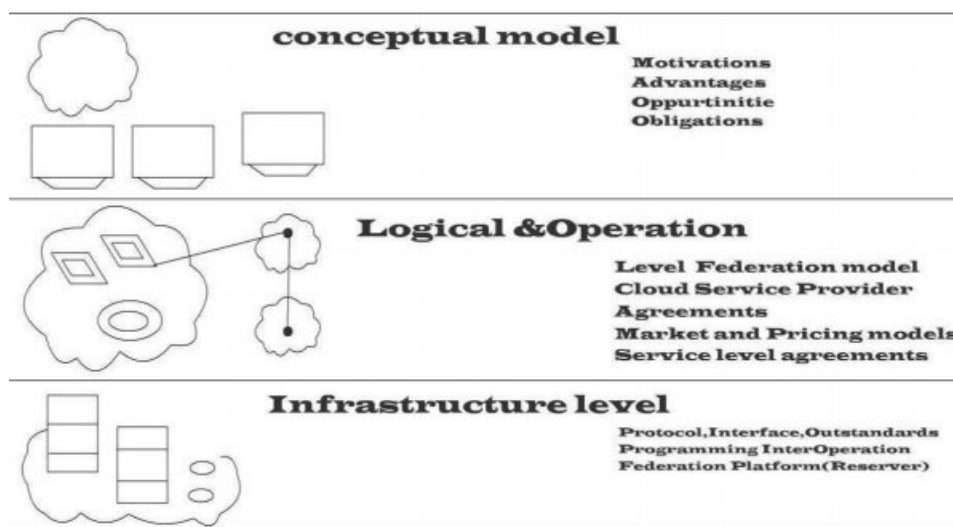 conceptual model
Motivations
Advantages
Oppurtinitie
Obligations
Logical &Operation
Level Federation model
Cloud Service Provider
Agreements
Market and Pricing models
Service level agreements
Infrastructure level
Protocol,Interface,Outstandards
Programming InterOperation
Federation Platform(Reserver)